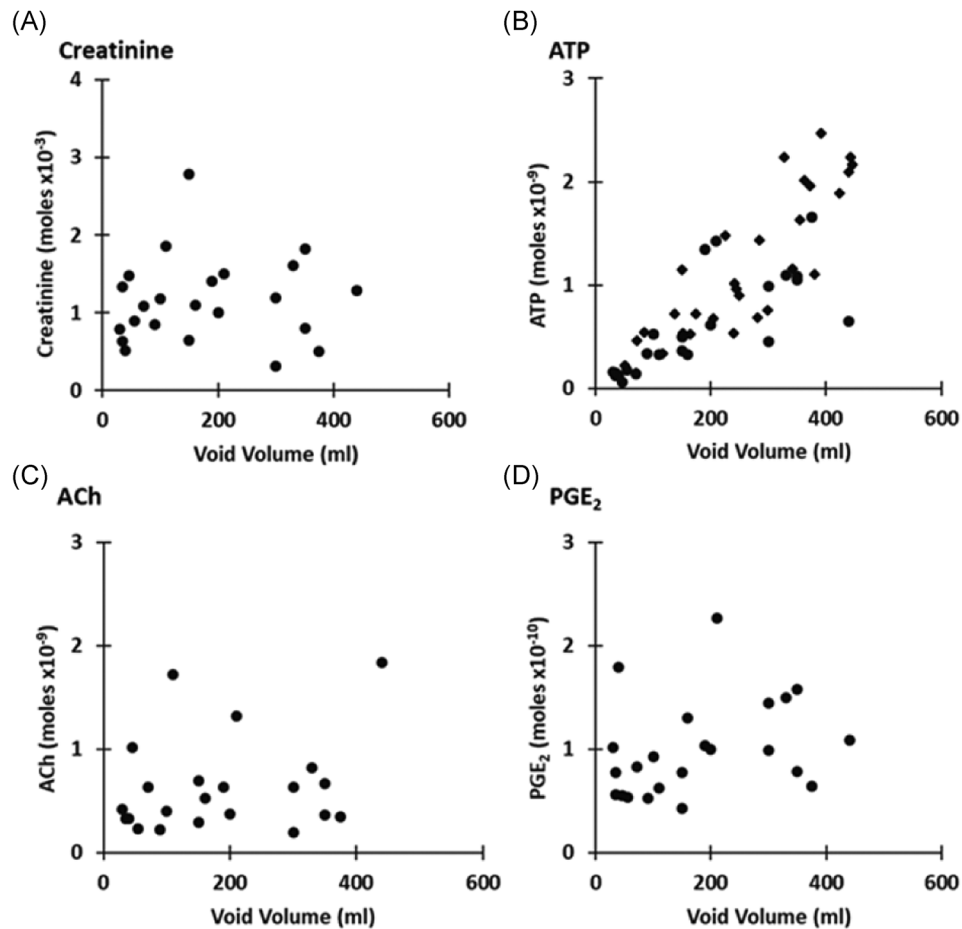 (A)
Creatinine
4
3
2
1
0
Creatinine (moles x10⁻³)
0 200 400 600
Void Volume (ml)
(B)
ATP
3
2
1
0
ATP (moles x10⁻⁹)
0 200 400 600
Void Volume (ml)
(C)
ACh
3
2
1
0
ACh (moles x10⁻⁹)
0 200 400 600
Void Volume (ml)
(D)
PGE₂
3
2
1
0
PGE₂ (moles x10⁻¹⁰)
0 200 400 600
Void Volume (ml)